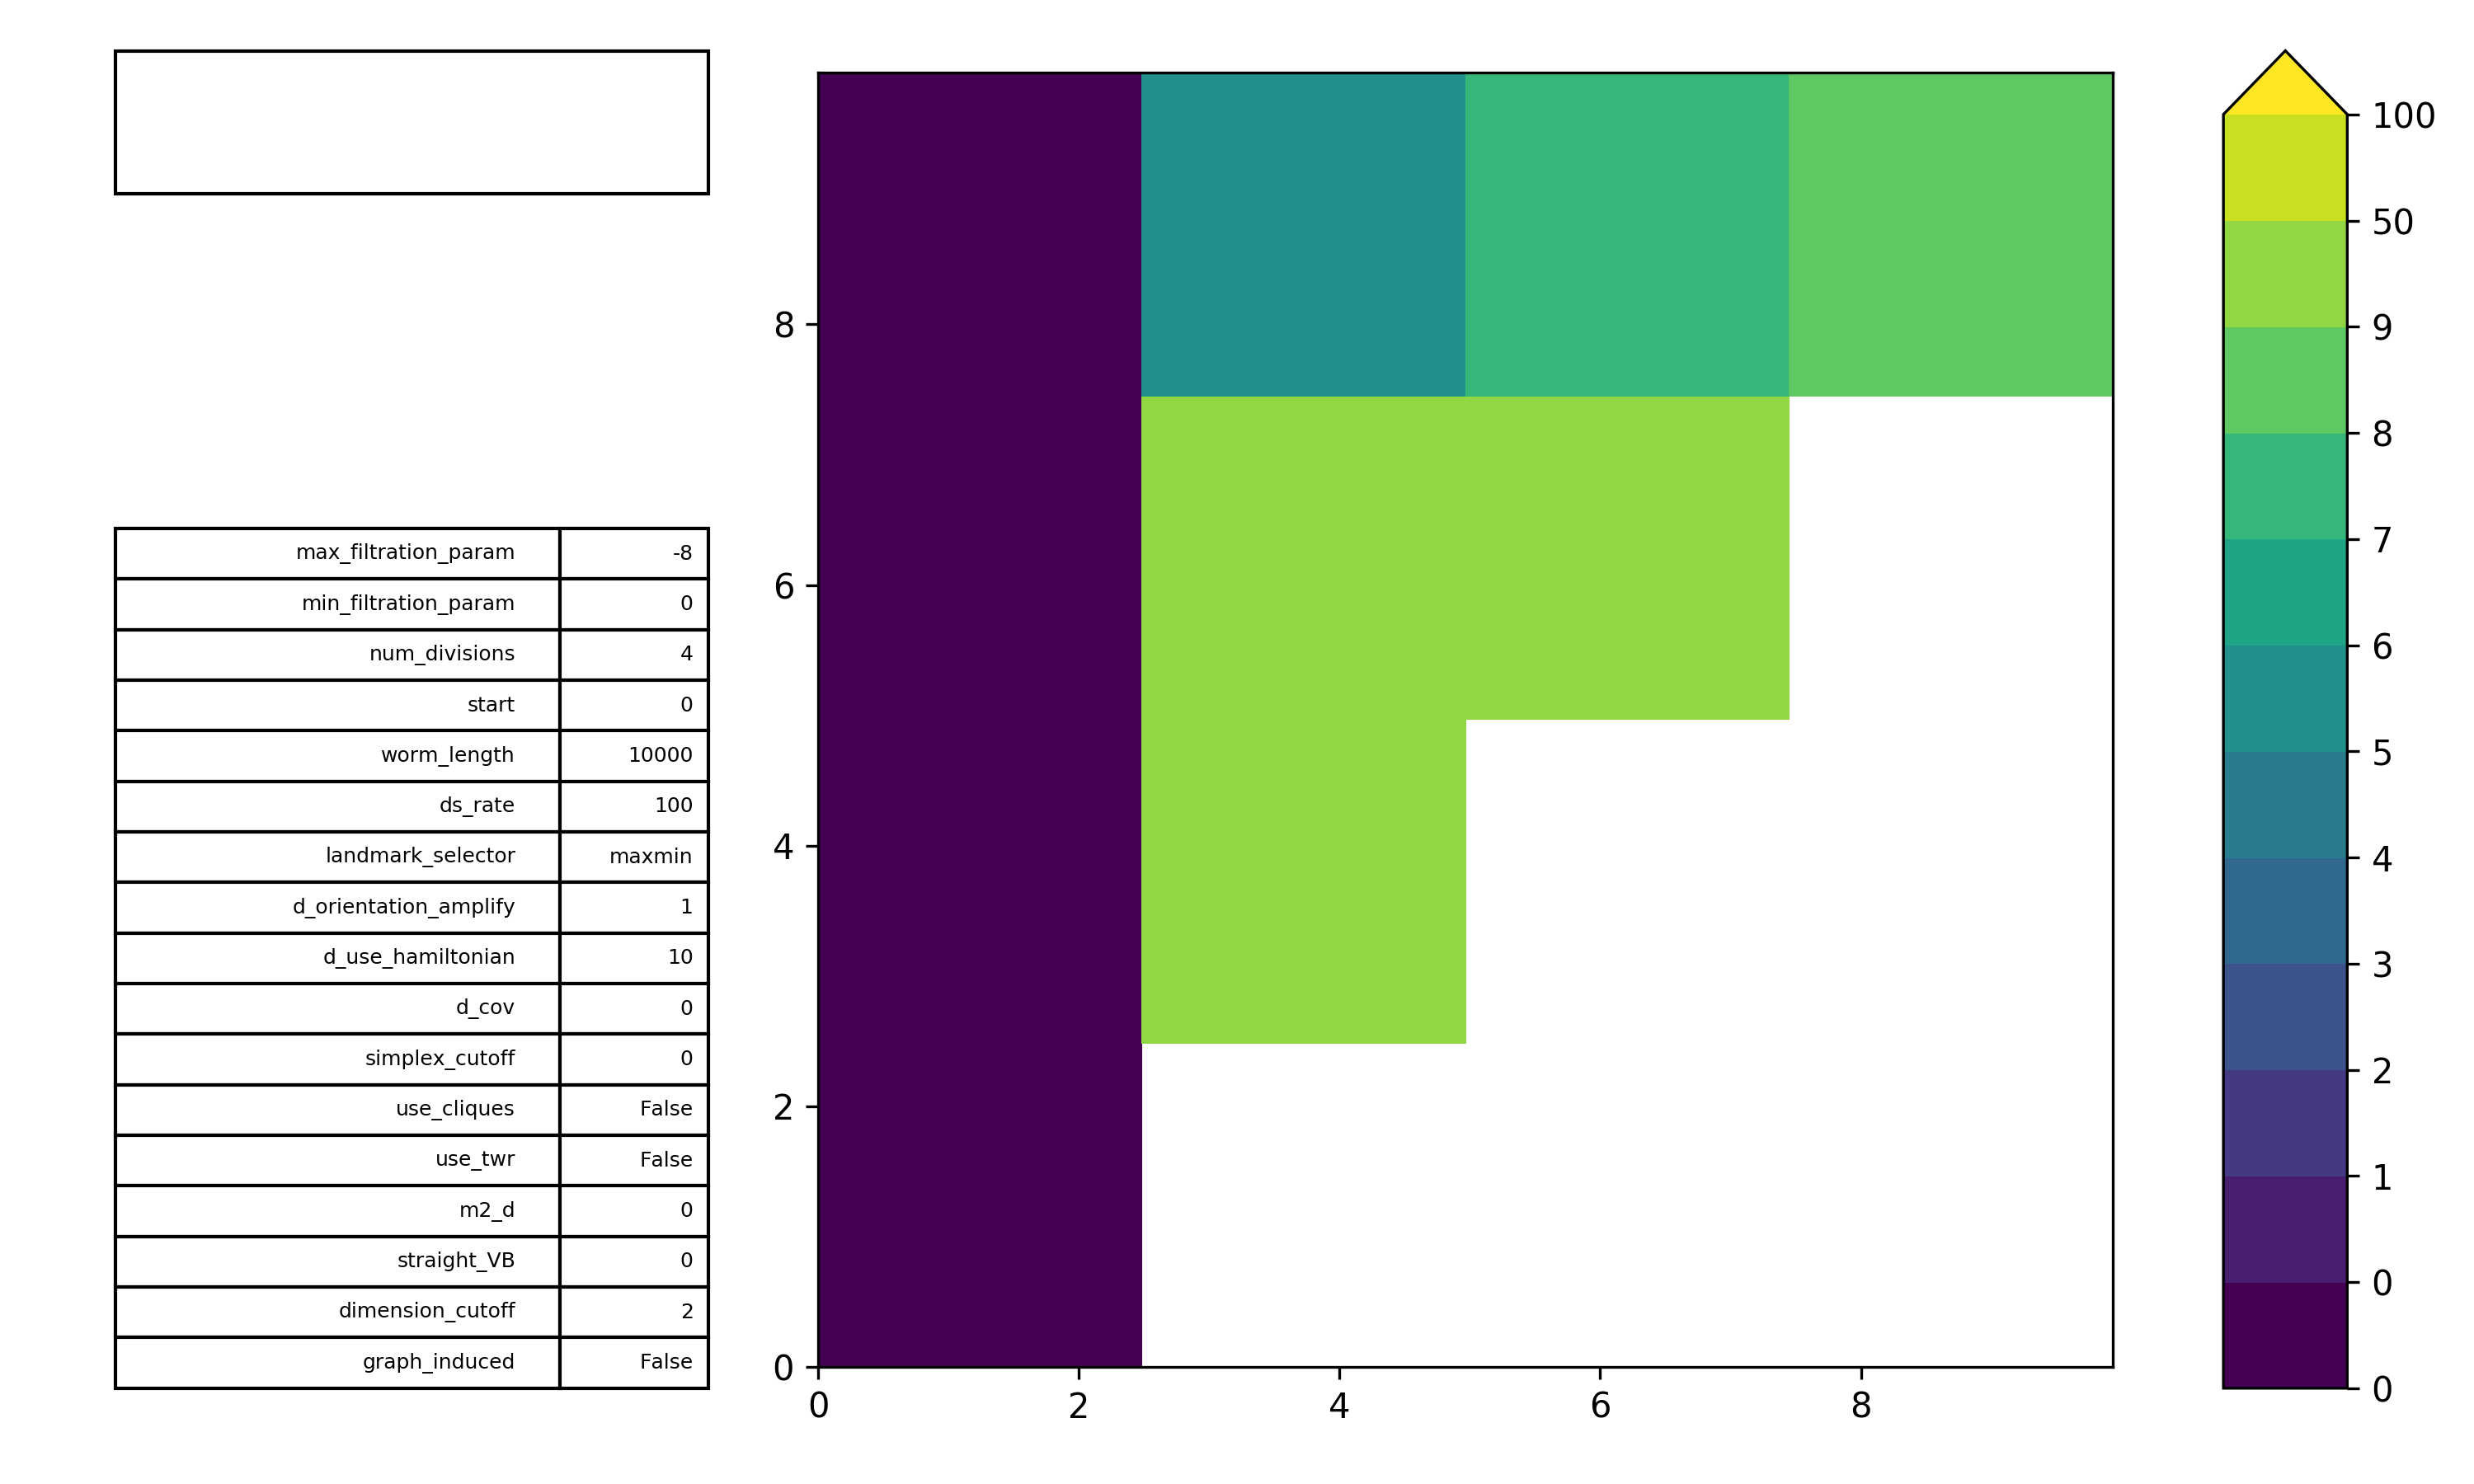 max_filtration_param -8
min_filtration_param 0
num_divisions 4
start 0
worm_length 10000
ds_rate 100
landmark_selector maxmin
d_orientation_amplify 1
d_use_hamiltonian 10
d_cov 0
simplex_cutoff 0
use_cliques False
use_twr False
m2_d 0
straight_VB 0
dimension_cutoff 2
graph_induced False
8
6
4
2
0
0 2 4 6 8
100
50
9
8
7
6
5
4
3
2
1
0
0